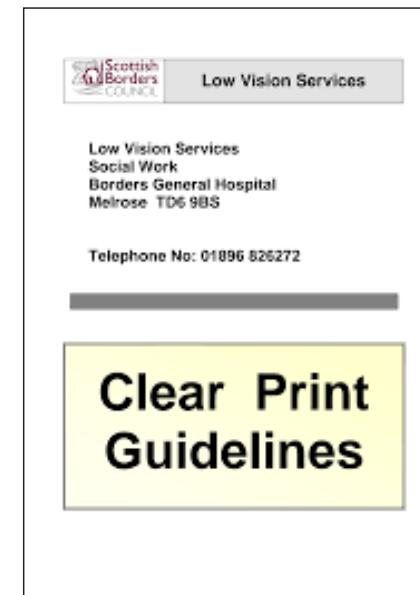 Scottish
Borders
COUNCIL
Low Vision Services
Low Vision Services
Social Work
Borders General Hospital
Melrose TD6 9BS
Telephone No: 01896 826272
Clear Print
Guidelines